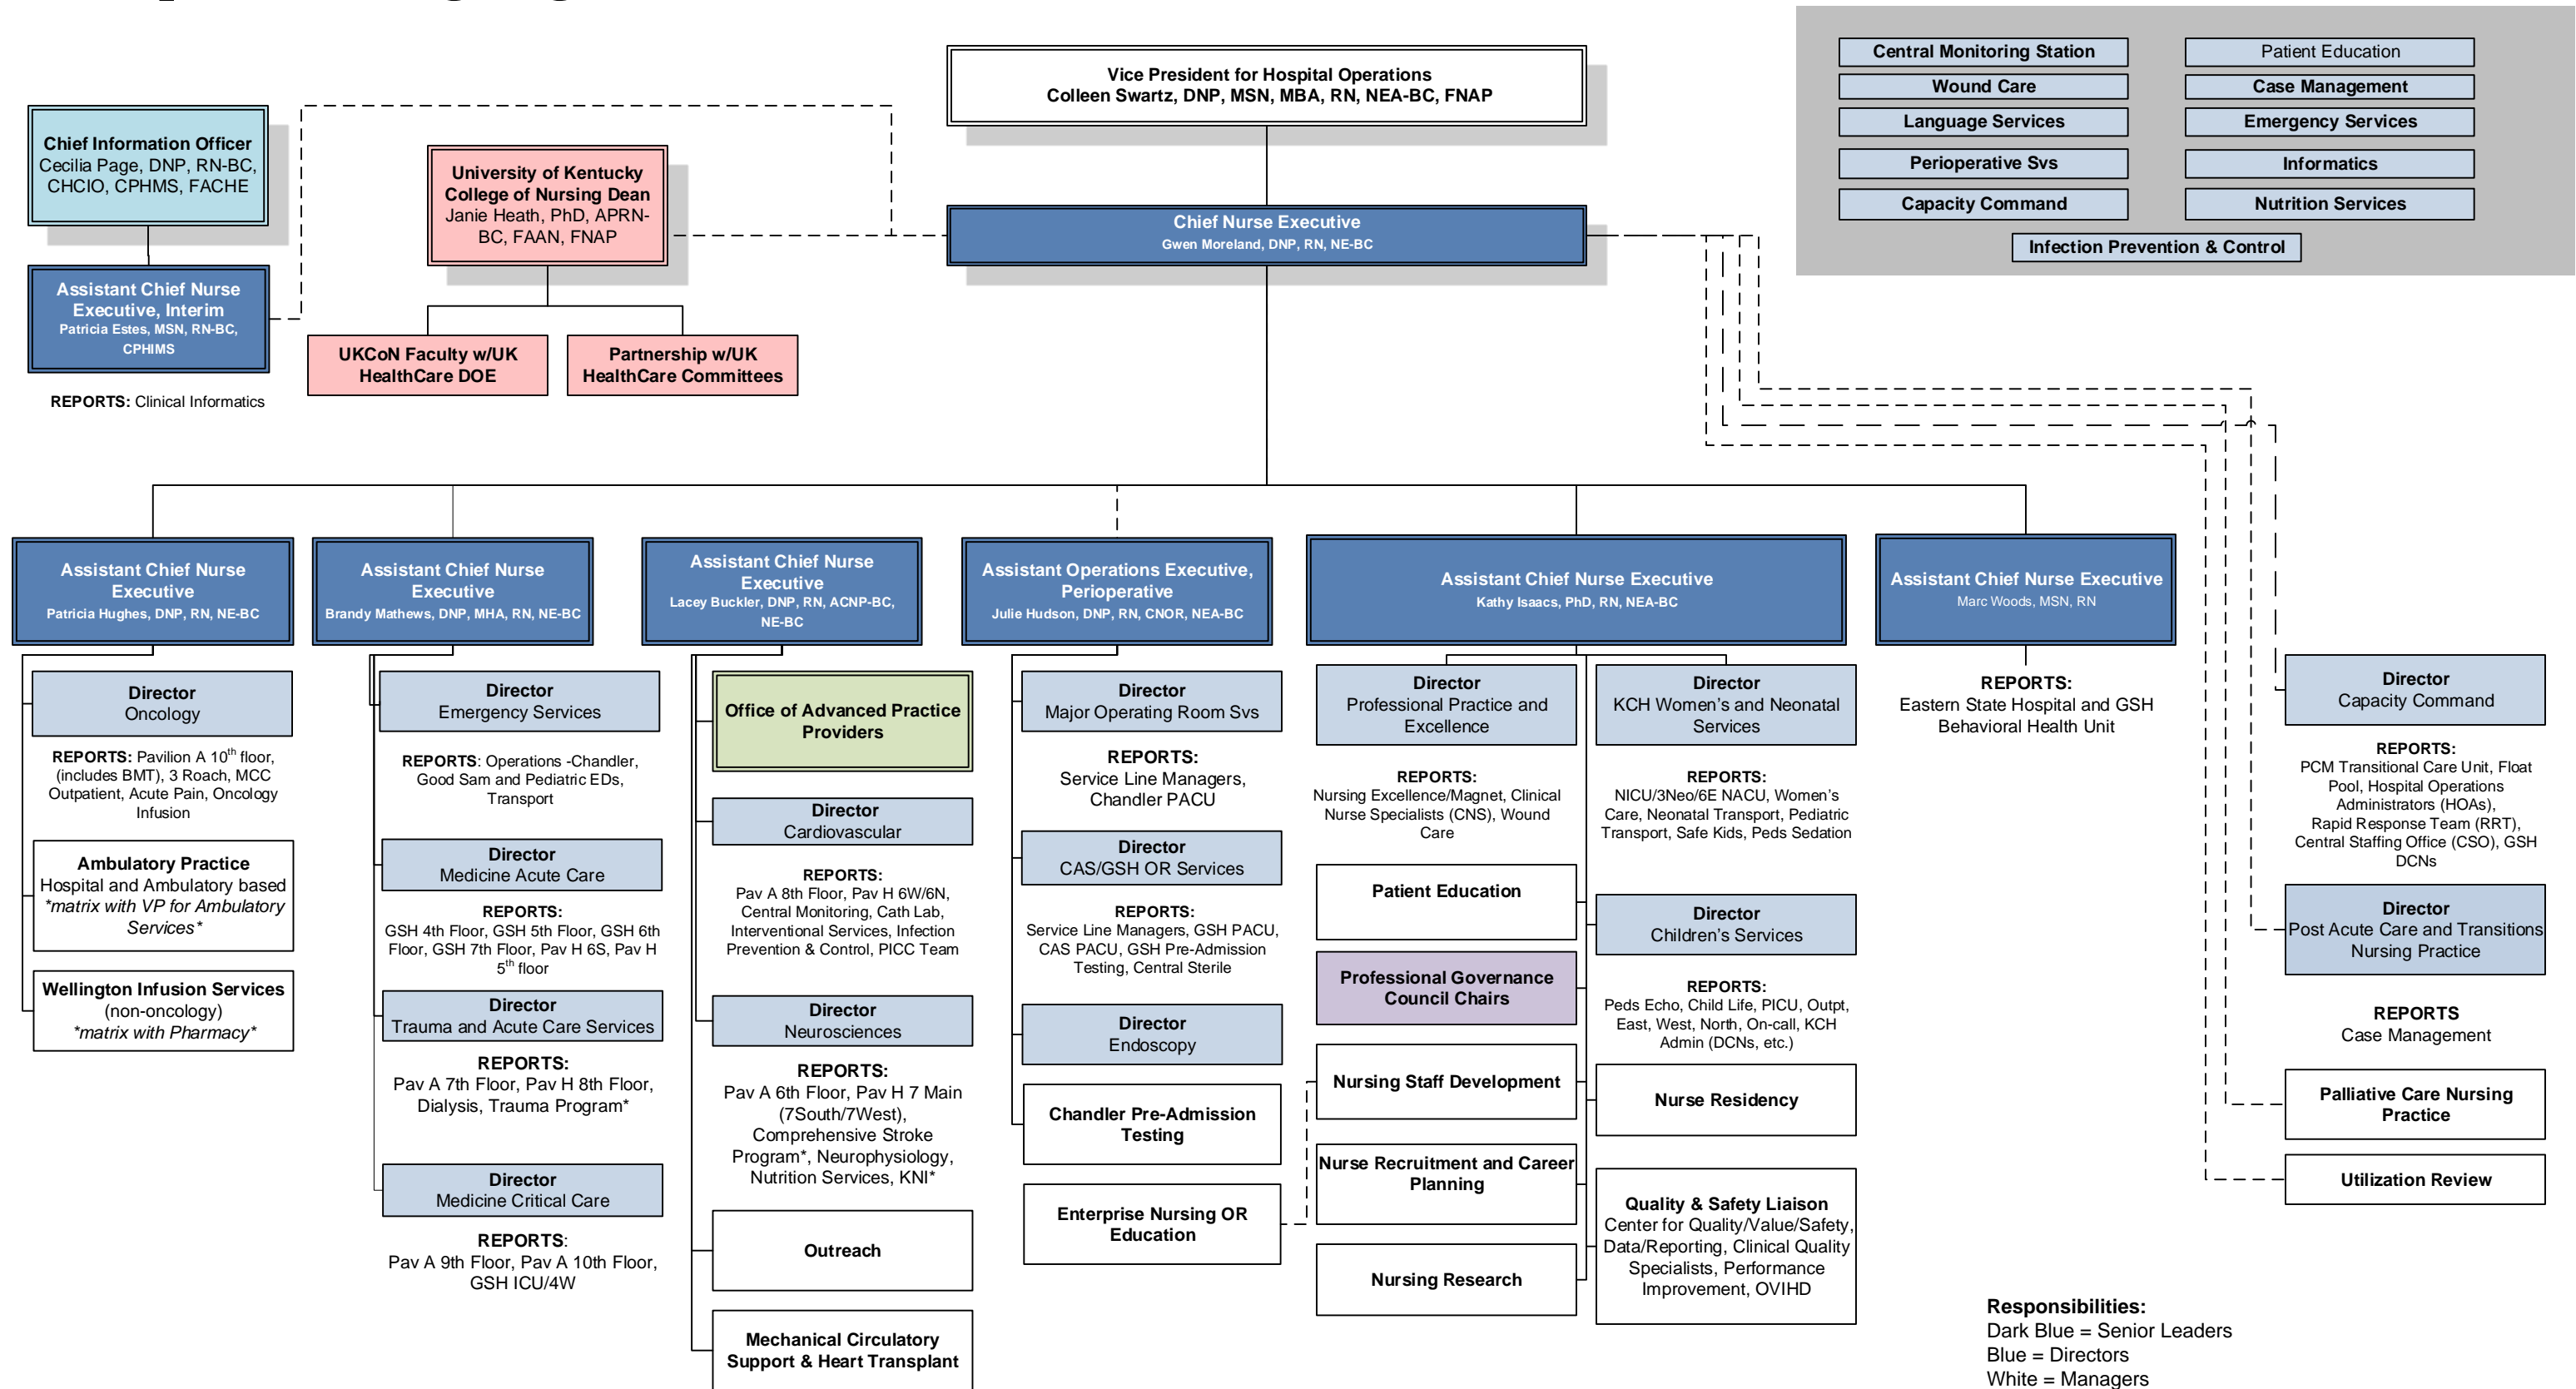 Central Monitoring Station
Patient Education
Wound Care
Case Management
Language Services
Emergency Services
Perioperative Svs
Informatics
Capacity Command
Nutrition Services
Infection Prevention & Control
Vice President for Hospital Operations
Colleen Swartz, DNP, MSN, MBA, RN, NEA-BC, FNAP
Chief Information Officer
Cecilia Page, DNP, RN-BC,
CHCIO, CPHMS, FACHE
University of Kentucky
College of Nursing Dean
Janie Heath, PhD, APRN-
BC, FAAN, FNAP
Chief Nurse Executive
Gwen Moreland, DNP, RN, NE-BC
Assistant Chief Nurse
Executive, Interim
Patricia Estes, MSN, RN-BC,
CPHIMS
REPORTS: Clinical Informatics
UKCoN Faculty w/UK
HealthCare DOE
Partnership w/UK
HealthCare Committees
Assistant Chief Nurse
Executive
Patricia Hughes, DNP, RN, NE-BC
Director
Oncology
REPORTS: Pavilion A 10th floor,
(includes BMT), 3 Roach, MCC
Outpatient, Acute Pain, Oncology
Infusion
Ambulatory Practice
Hospital and Ambulatory based
*matrix with VP for Ambulatory
Services*
Wellington Infusion Services
(non-oncology)
*matrix with Pharmacy*
Assistant Chief Nurse
Executive
Brandy Mathews, DNP, MHA, RN, NE-BC
Director
Emergency Services
REPORTS: Operations -Chandler,
Good Sam and Pediatric EDs,
Transport
Director
Medicine Acute Care
REPORTS:
GSH 4th Floor, GSH 5th Floor, GSH 6th
Floor, GSH 7th Floor, Pav H 6S, Pav H
5th floor
Director
Trauma and Acute Care Services
REPORTS:
Pav A 7th Floor, Pav H 8th Floor,
Dialysis, Trauma Program*
Director
Medicine Critical Care
REPORTS:
Pav A 9th Floor, Pav A 10th Floor,
GSH ICU/4W
Assistant Chief Nurse
Executive
Lacey Buckler, DNP, RN, ACNP-BC,
NE-BC
Office of Advanced Practice
Providers
Director
Cardiovascular
REPORTS:
Pav A 8th Floor, Pav H 6W/6N,
Central Monitoring, Cath Lab,
Interventional Services, Infection
Prevention & Control, PICC Team
Director
Neurosciences
REPORTS:
Pav A 6th Floor, Pav H 7 Main
(7South/7West),
Comprehensive Stroke
Program*, Neurophysiology,
Nutrition Services, KNI*
Outreach
Mechanical Circulatory
Support & Heart Transplant
Assistant Operations Executive,
Perioperative
Julie Hudson, DNP, RN, CNOR, NEA-BC
Director
Major Operating Room Svs
REPORTS:
Service Line Managers,
Chandler PACU
Director
CAS/GSH OR Services
REPORTS:
Service Line Managers, GSH PACU,
CAS PACU, GSH Pre-Admission
Testing, Central Sterile
Director
Endoscopy
Chandler Pre-Admission
Testing
Enterprise Nursing OR
Education
Assistant Chief Nurse Executive
Kathy Isaacs, PhD, RN, NEA-BC
Director
Professional Practice and
Excellence
REPORTS:
Nursing Excellence/Magnet, Clinical
Nurse Specialists (CNS), Wound
Care
Patient Education
Professional Governance
Council Chairs
Nursing Staff Development
Nurse Recruitment and Career
Planning
Nursing Research
Director
KCH Women's and Neonatal
Services
REPORTS:
NICU/3Neo/6E NACU, Women's
Care, Neonatal Transport, Pediatric
Transport, Safe Kids, Peds Sedation
Director
Children's Services
REPORTS:
Peds Echo, Child Life, PICU, Outpt,
East, West, North, On-call, KCH
Admin (DCNs, etc.)
Nurse Residency
Quality & Safety Liaison
Center for Quality/Value/Safety,
Data/Reporting, Clinical Quality
Specialists, Performance
Improvement, OVIHD
Assistant Chief Nurse Executive
Marc Woods, MSN, RN
REPORTS:
Eastern State Hospital and GSH
Behavioral Health Unit
Director
Capacity Command
REPORTS:
PCM Transitional Care Unit, Float
Pool, Hospital Operations
Administrators (HOAs),
Rapid Response Team (RRT),
Central Staffing Office (CSO), GSH
DCNs
Director
Post Acute Care and Transitions
Nursing Practice
REPORTS
Case Management
Palliative Care Nursing
Practice
Utilization Review
Responsibilities:
Dark Blue = Senior Leaders
Blue = Directors
White = Managers